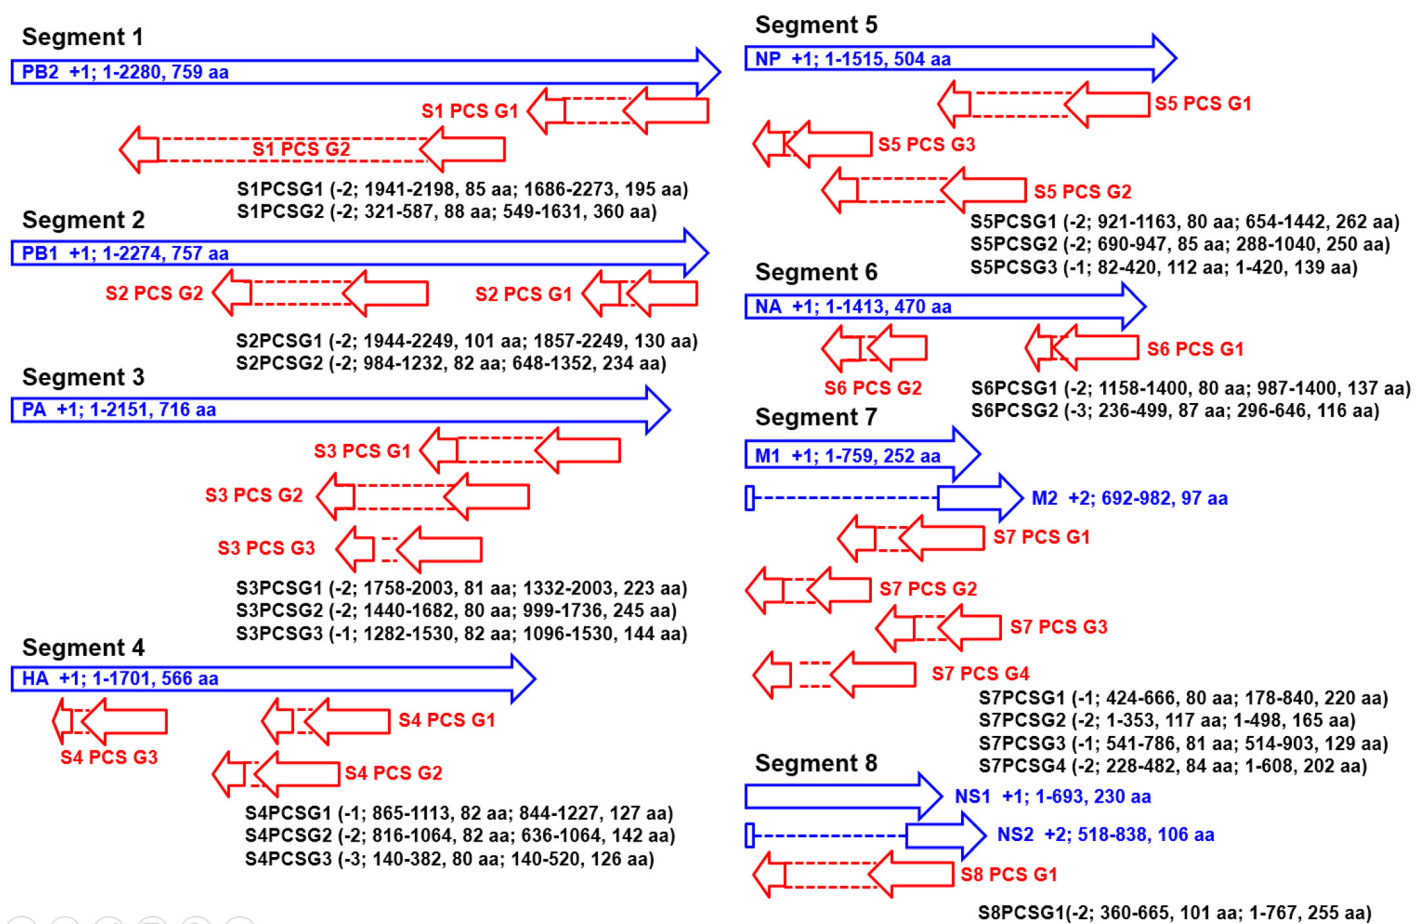 Segment 1
PB2 +1; 1-2280, 759 aa
S1 PCS G1
S1 PCS G2
S1PCSG1 (-2; 1941-2198, 85 aa; 1686-2273, 195 aa)
S1PCSG2 (-2; 321-587, 88 aa; 549-1631, 360 aa)
Segment 2
PB1 +1; 1-2274, 757 aa
S2 PCS G2
S2 PCS G1
S2PCSG1 (-2; 1944-2249, 101 aa; 1857-2249, 130 aa)
S2PCSG2 (-2; 984-1232, 82 aa; 648-1352, 234 aa)
Segment 3
PA +1; 1-2151, 716 aa
S3 PCS G1
S3 PCS G2
S3 PCS G3
S3PCSG1 (-2; 1758-2003, 81 aa; 1332-2003, 223 aa)
S3PCSG2 (-2; 1440-1682, 80 aa; 999-1736, 245 aa)
S3PCSG3 (-1; 1282-1530, 82 aa; 1096-1530, 144 aa)
Segment 4
HA +1; 1-1701, 566 aa
S4 PCS G1
S4 PCS G3
S4 PCS G2
S4PCSG1 (-1; 865-1113, 82 aa; 844-1227, 127 aa)
S4PCSG2 (-2; 816-1064, 82 aa; 636-1064, 142 aa)
S4PCSG3 (-3; 140-382, 80 aa; 140-520, 126 aa)
Segment 5
NP +1; 1-1515, 504 aa
S5 PCS G1
S5 PCS G3
S5 PCS G2
S5PCSG1 (-2; 921-1163, 80 aa; 654-1442, 262 aa)
S5PCSG2 (-2; 690-947, 85 aa; 288-1040, 250 aa)
S5PCSG3 (-1; 82-420, 112 aa; 1-420, 139 aa)
Segment 6
NA +1; 1-1413, 470 aa
S6 PCS G1
S6 PCS G2
S6PCSG1 (-2; 1158-1400, 80 aa; 987-1400, 137 aa)
S6PCSG2 (-3; 236-499, 87 aa; 296-646, 116 aa)
Segment 7
M1 +1; 1-759, 252 aa
M2 +2; 692-982, 97 aa
S7 PCS G1
S7 PCS G2
S7 PCS G3
S7 PCS G4
S7PCSG1 (-1; 424-666, 80 aa; 178-840, 220 aa)
S7PCSG2 (-2; 1-353, 117 aa; 1-498, 165 aa)
S7PCSG3 (-1; 541-786, 81 aa; 514-903, 129 aa)
S7PCSG4 (-2; 228-482, 84 aa; 1-608, 202 aa)
Segment 8
NS1 +1; 1-693, 230 aa
NS2 +2; 518-838, 106 aa
S8 PCS G1
S8PCSG1(-2; 360-665, 101 aa; 1-767, 255 aa)